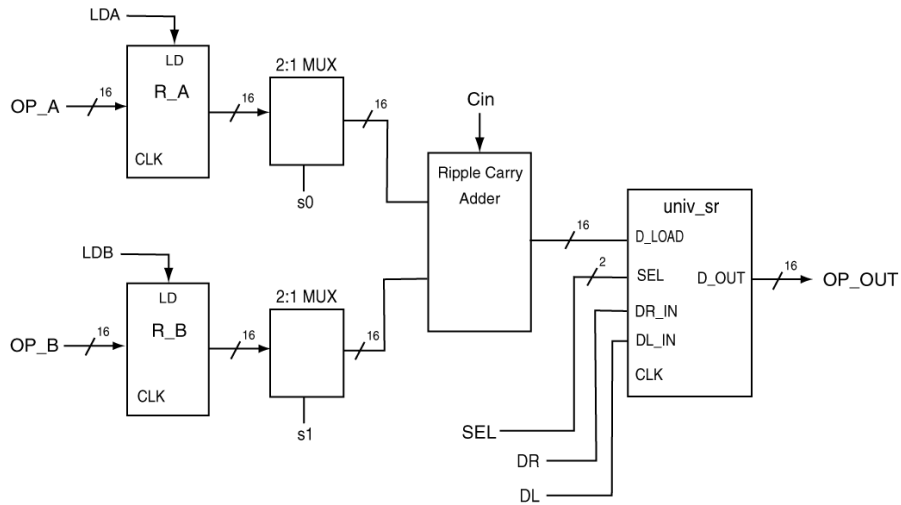 LDA
LD
2:1 MUX
R_A
OP_A
16
16
16
Cin
CLK
Ripple Carry
Adder
s0
univ_sr
16
D_LOAD
LDB
2
SEL
D_OUT
16
OP_OUT
LD
2:1 MUX
DR_IN
R_B
OP_B
16
16
16
DL_IN
CLK
CLK
s1
SEL
DR
DL